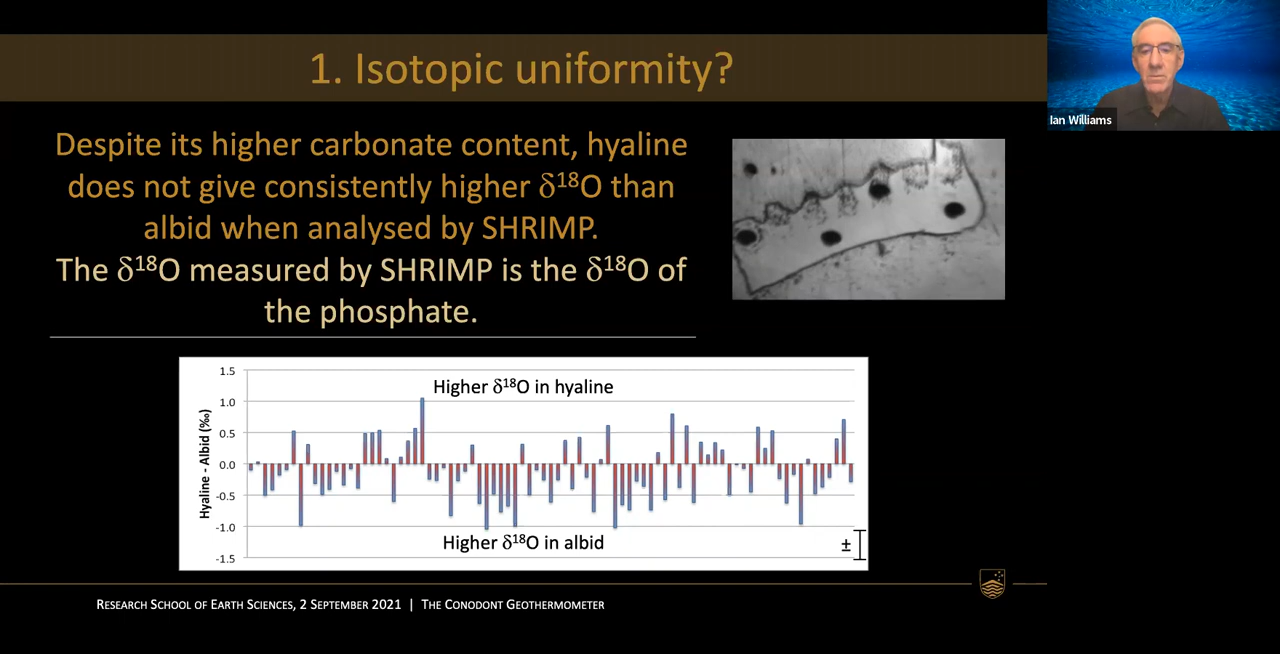 1. Isotopic uniformity?
Ian Williams
Despite its higher carbonate content, hyaline
does not give consistently higher δ¹⁸O than
albid when analysed by SHRIMP.
The δ¹⁸O measured by SHRIMP is the δ¹⁸O of
the phosphate.
Hyaline - Albid (‰)
1.5
1.0
0.5
0.0
-0.5
-1.0
-1.5
Higher δ¹⁸O in hyaline
Higher δ¹⁸O in albid
±
RESEARCH SCHOOL OF EARTH SCIENCES, 2 SEPTEMBER 2021 | THE CONODONT GEOTHERMOMETER